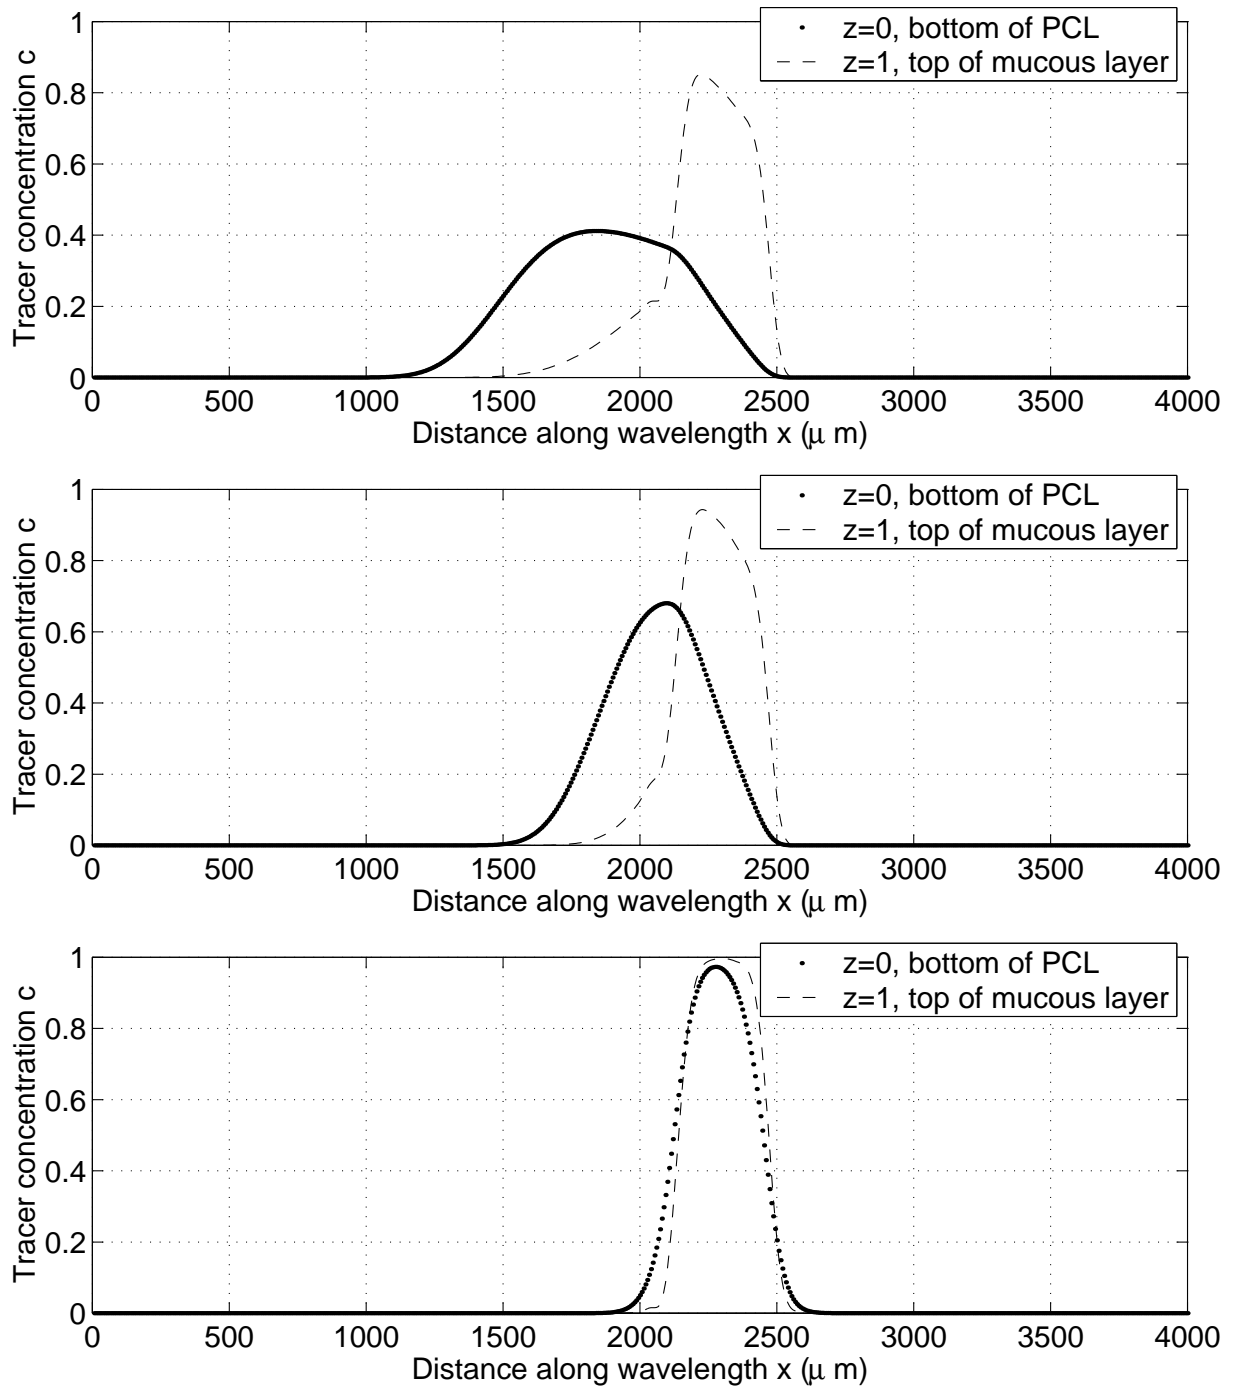 Tracer concentration c
1
0.8
0.6
0.4
0.2
0
z=0, bottom of PCL
z=1, top of mucous layer
0 500 1000 1500 2000 2500 3000 3500 4000
Distance along wavelength x (μ m)
Tracer concentration c
1
0.8
0.6
0.4
0.2
0
z=0, bottom of PCL
z=1, top of mucous layer
0 500 1000 1500 2000 2500 3000 3500 4000
Distance along wavelength x (μ m)
Tracer concentration c
1
0.8
0.6
0.4
0.2
0
z=0, bottom of PCL
z=1, top of mucous layer
0 500 1000 1500 2000 2500 3000 3500 4000
Distance along wavelength x (μ m)